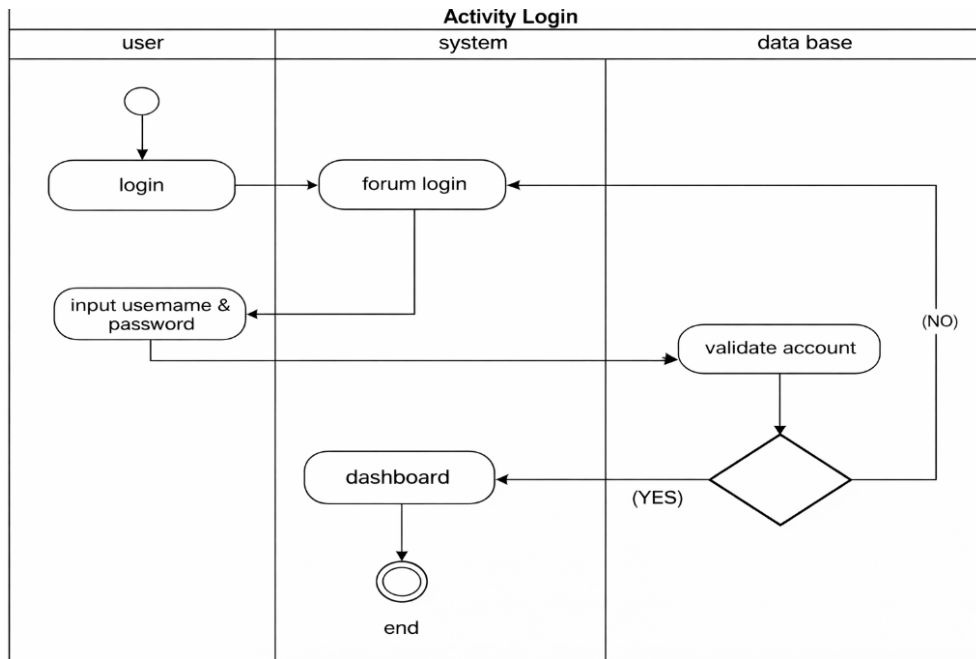 Activity Login
user
system
data base
login
forum login
input usemame &
password
validate account
(NO)
dashboard
(YES)
end